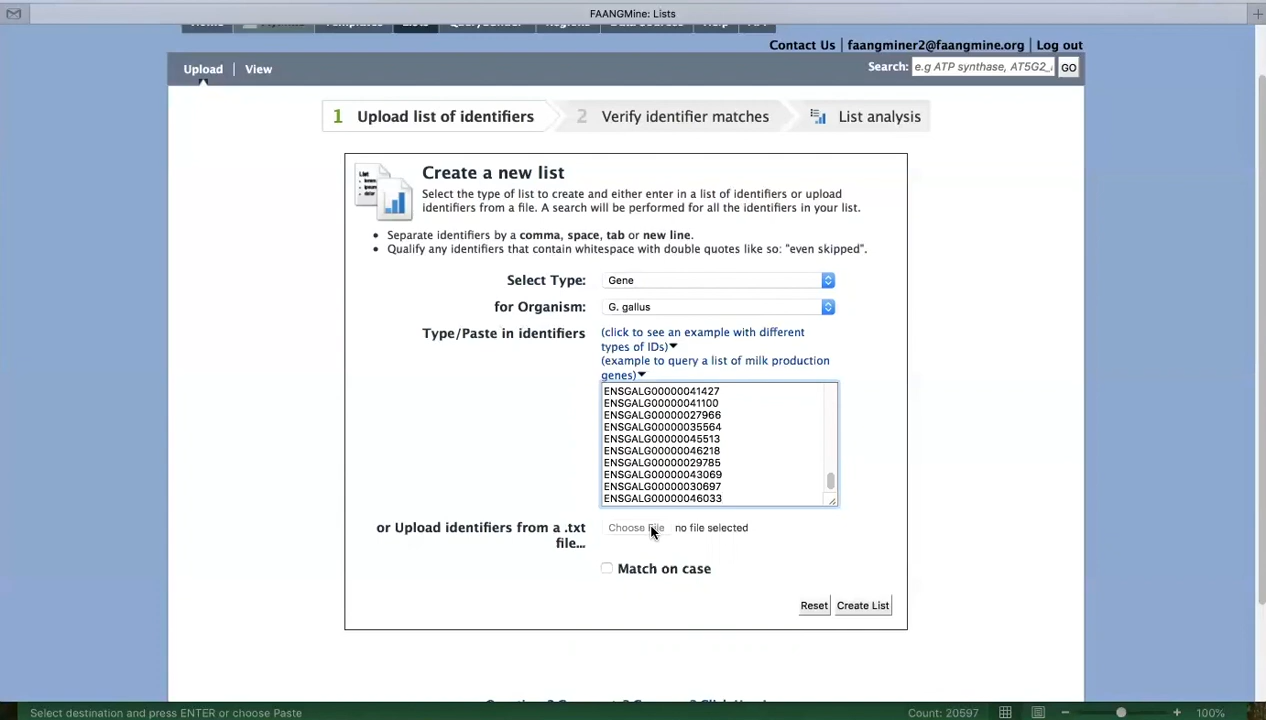 FAANGMine: Lists
Contact Us | faangminer2@faangmine.org | Log out
Upload | View
Search: e.g ATP synthase, AT5G2_ GO
1 Upload list of identifiers
2 Verify identifier matches
List analysis
Create a new list
Select the type of list to create and either enter in a list of identifiers or upload
identifiers from a file. A search will be performed for all the identifiers in your list.
• Separate identifiers by a comma, space, tab or new line.
• Qualify any identifiers that contain whitespace with double quotes like so: "even skipped".
Select Type: Gene
for Organism: G. gallus
Type/Paste in identifiers
(click to see an example with different
types of IDs)
(example to query a list of milk production
genes)
ENSGALG00000041427
ENSGALG00000041100
ENSGALG00000027966
ENSGALG00000035564
ENSGALG00000045513
ENSGALG00000046218
ENSGALG00000029785
ENSGALG00000043069
ENSGALG00000030697
ENSGALG00000046033
or Upload identifiers from a .txt
file...
Choose File no file selected
Match on case
Reset Create List
Select destination and press ENTER or choose Paste
Count: 20597
100%